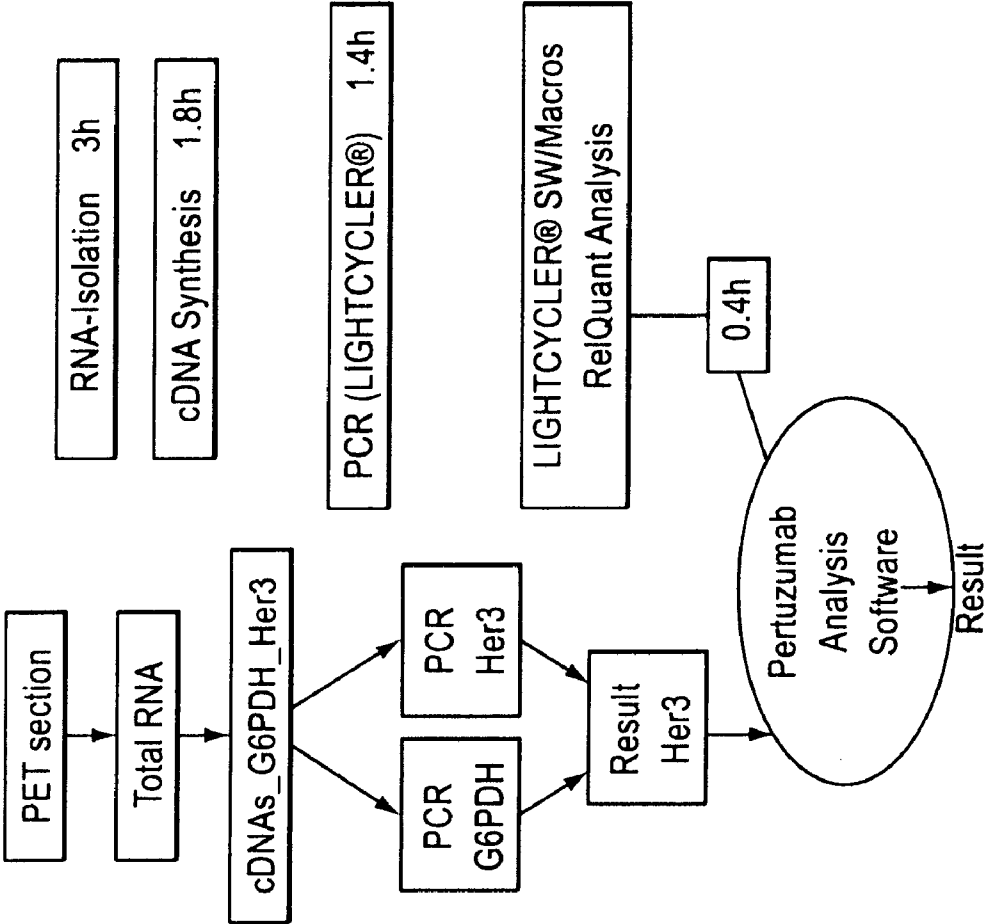 PET section
Total RNA
cDNAs_G6PDH_Her3
PCR
G6PDH
PCR
Her3
Result
Her3
Pertuzumab
Analysis
Software
Result
RNA-Isolation 3h
cDNA Synthesis 1.8h
PCR (LIGHTCYCLER®) 1.4h
LIGHTCYCLER® SW/Macros
RelQuant Analysis
0.4h